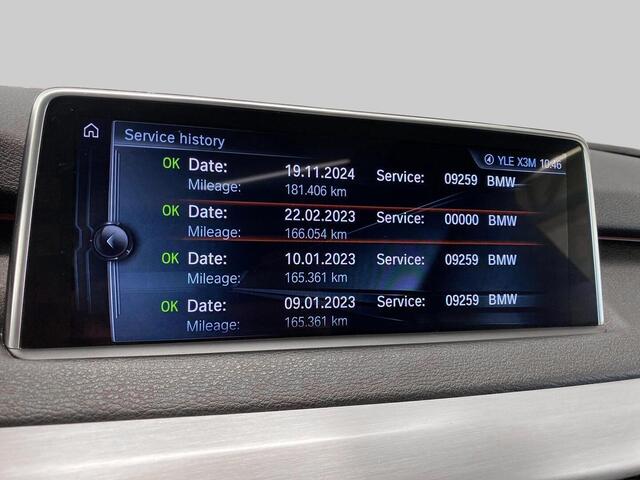 Service history
YLE X3M 10:46
OK Date: 19.11.2024 Service: 09259 BMW
Mileage: 181.406 km
OK Date: 22.02.2023 Service: 00000 BMW
Mileage: 166.054 km
OK Date: 10.01.2023 Service: 09259 BMW
Mileage: 165.361 km
OK Date: 09.01.2023 Service: 09259 BMW
Mileage: 165.361 km